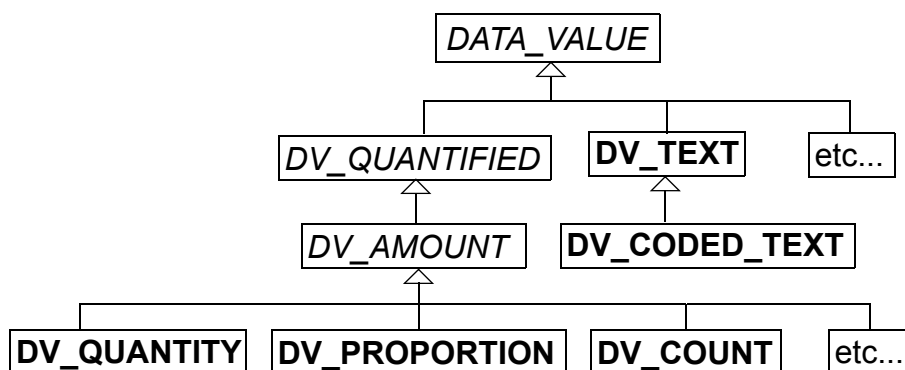 DATA_VALUE
DV_QUANTIFIED DV_TEXT etc...
DV_AMOUNT DV_CODED_TEXT
DV_QUANTITY DV_PROPORTION DV_COUNT etc...